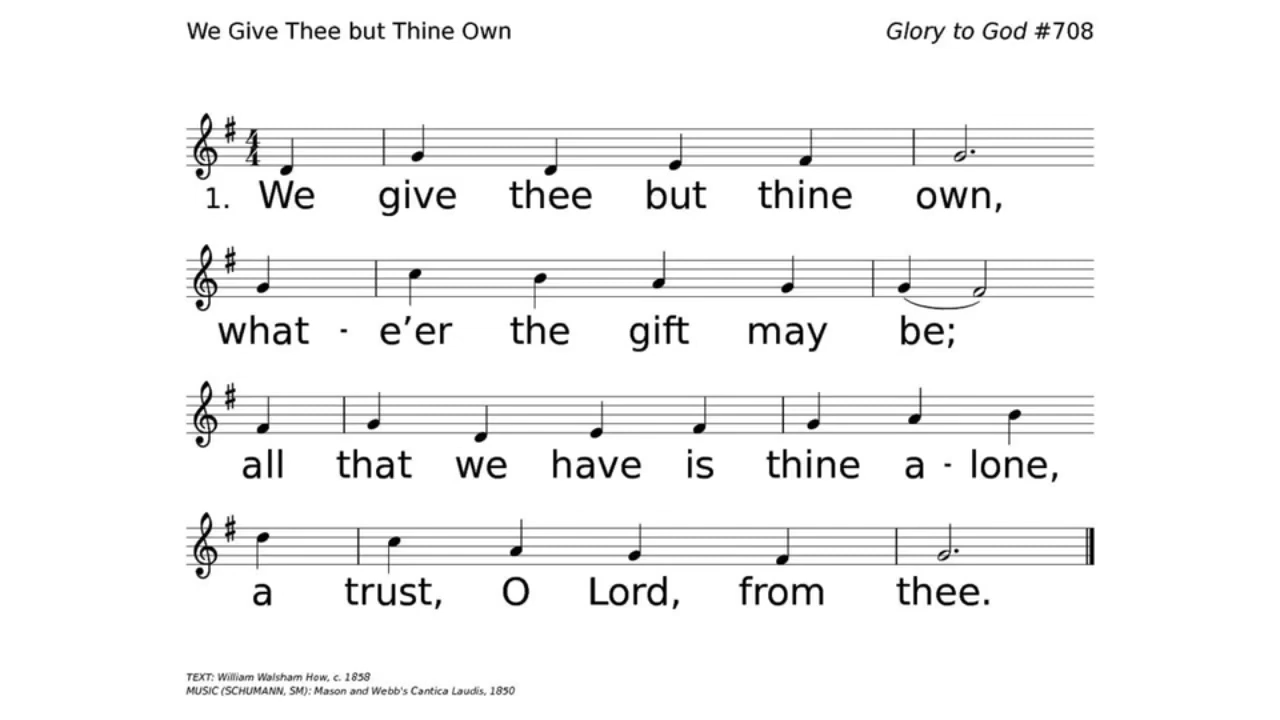 We Give Thee but Thine Own Glory to God #708
4
4
1. We give thee but thine own,
what - e’er the gift may be;
all that we have is thine a - lone,
a trust, O Lord, from thee.
TEXT: William Walsham How, c. 1858
MUSIC (SCHUMANN, SM): Mason and Webb's Cantica Laudis, 1850